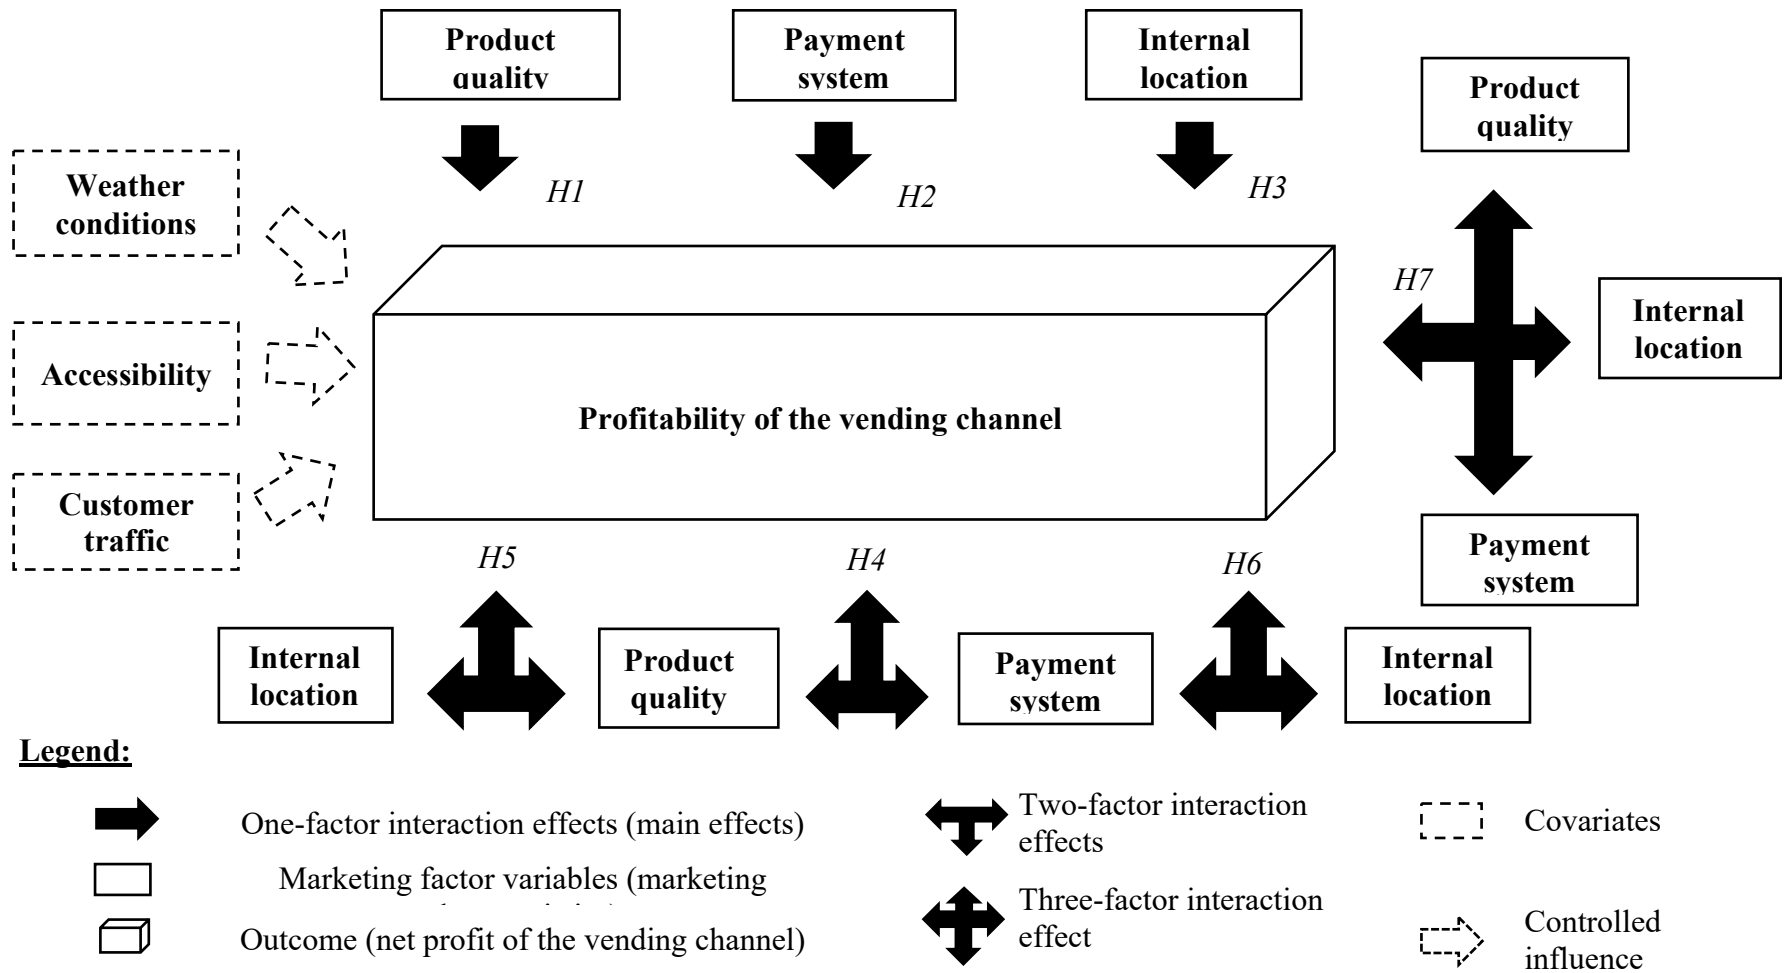 Product
quality
Payment
system
Internal
location
Product
quality
Weather
conditions
H1
H2
H3
H7
Internal
location
Accessibility
Profitability of the vending channel
Customer
traffic
H5
H4
H6
Payment
system
Internal
location
Product
quality
Payment
system
Internal
location
Legend:
One-factor interaction effects (main effects)
Two-factor interaction
effects
Covariates
Marketing factor variables (marketing
Three-factor interaction
effect
Outcome (net profit of the vending channel)
Controlled
influence